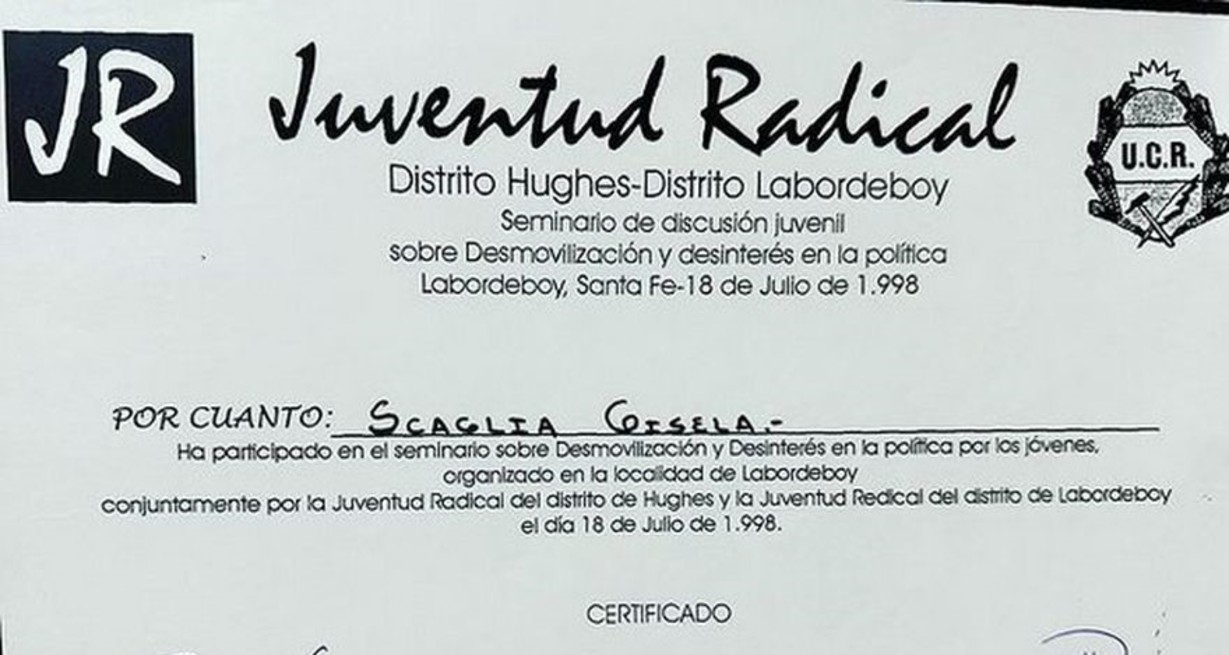 JR
Juventud Radical
U.C.R.
Distrito Hughes-Distrito Labordeboy
Seminario de discusión juvenil
sobre Desmovilización y desinterés en la política
Labordeboy, Santa Fe-18 de Julio de 1.998
POR CUANTO: SCAGLIA GISELA.-
Ha participado en el seminario sobre Desmovilización y Desinterés en la política por los jóvenes,
organizado en la localidad de Labordeboy
conjuntamente por la Juventud Radical del distrito de Hughes y la Juventud Redical del distrito de Labordeboy
el día 18 de Julio de 1.998.
CERTIFICADO